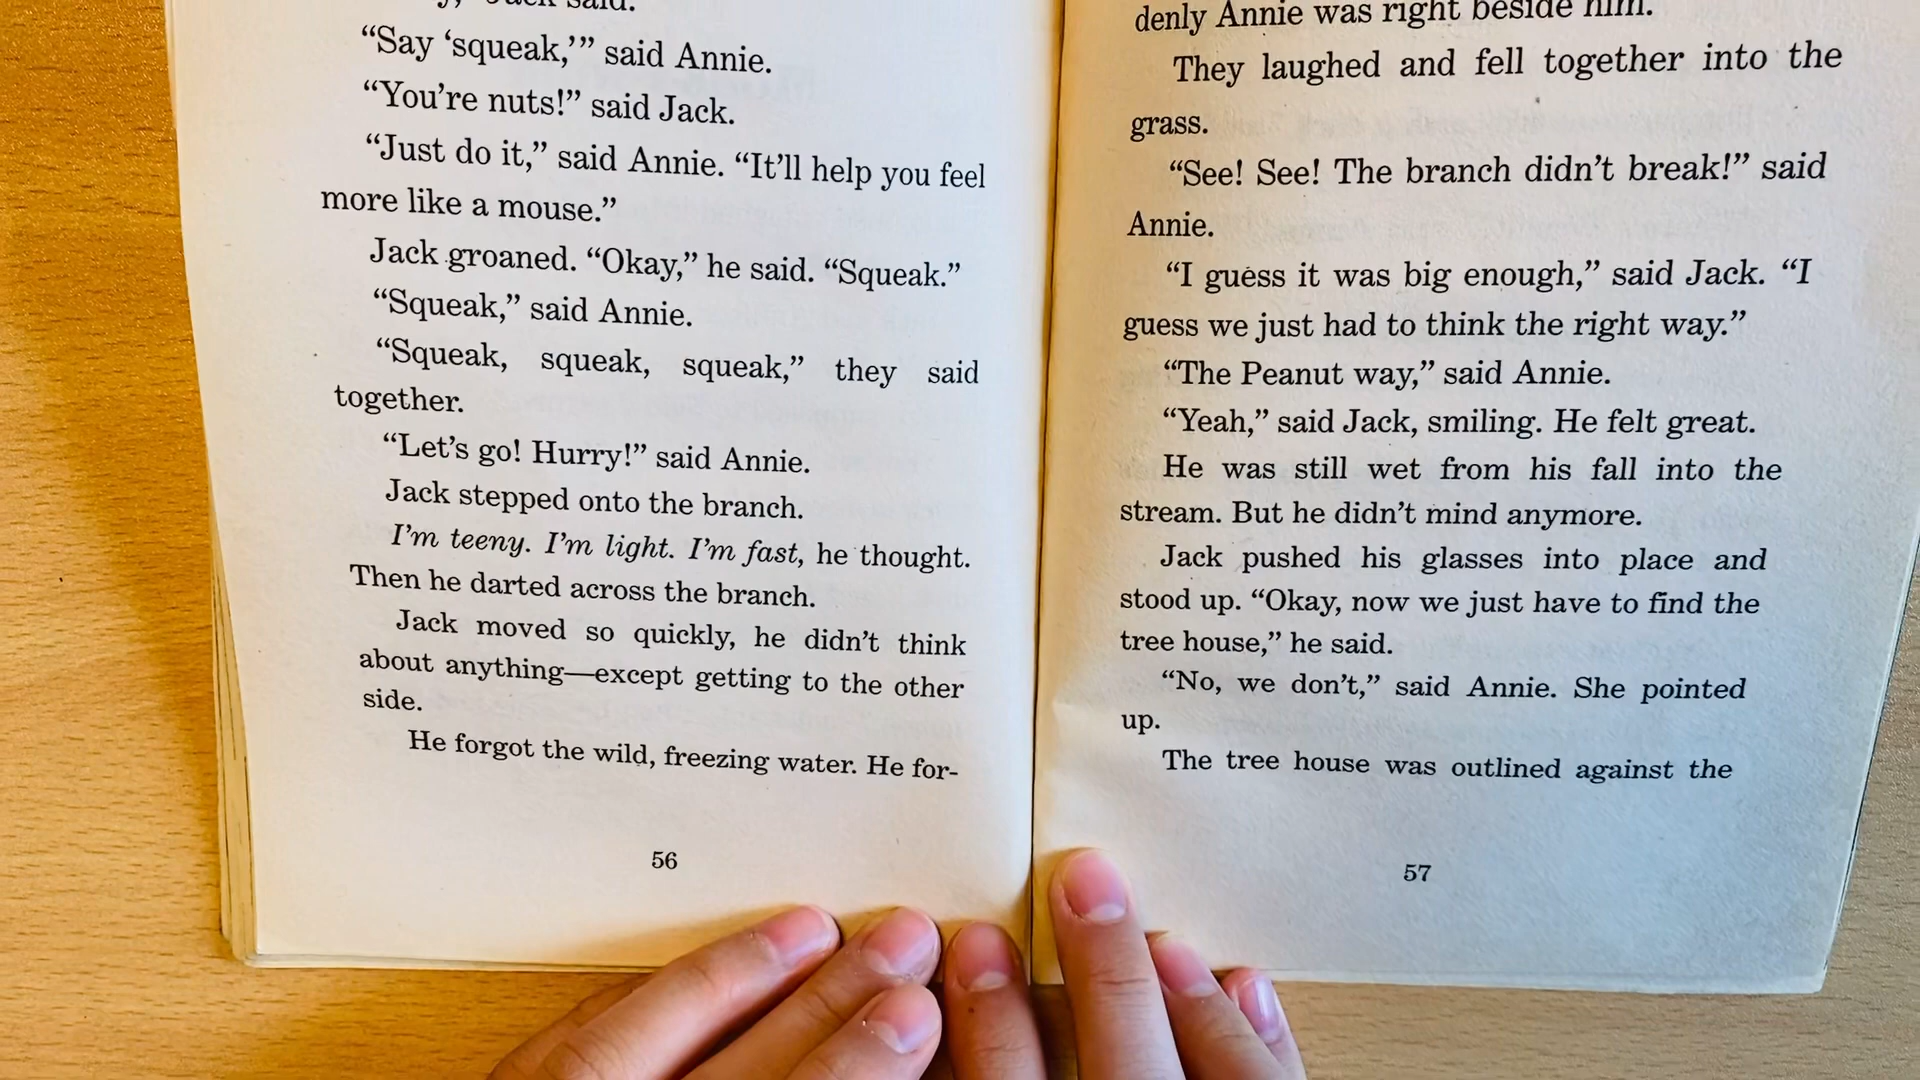 Jack said.
“Say ‘squeak,’” said Annie.
“You’re nuts!” said Jack.
“Just do it,” said Annie. “It’ll help you feel
more like a mouse.”
Jack groaned. “Okay,” he said. “Squeak.”
“Squeak,” said Annie.
“Squeak, squeak, squeak,” they said
together.
“Let’s go! Hurry!” said Annie.
Jack stepped onto the branch.
I’m teeny. I’m light. I’m fast, he thought.
Then he darted across the branch.
Jack moved so quickly, he didn’t think
about anything—except getting to the other
side.
He forgot the wild, freezing water. He for-
56
denly Annie was right beside him.
They laughed and fell together into the
grass.
“See! See! The branch didn’t break!” said
Annie.
“I guess it was big enough,” said Jack. “I
guess we just had to think the right way.”
“The Peanut way,” said Annie.
“Yeah,” said Jack, smiling. He felt great.
He was still wet from his fall into the
stream. But he didn’t mind anymore.
Jack pushed his glasses into place and
stood up. “Okay, now we just have to find the
tree house,” he said.
“No, we don’t,” said Annie. She pointed
up.
The tree house was outlined against the
57